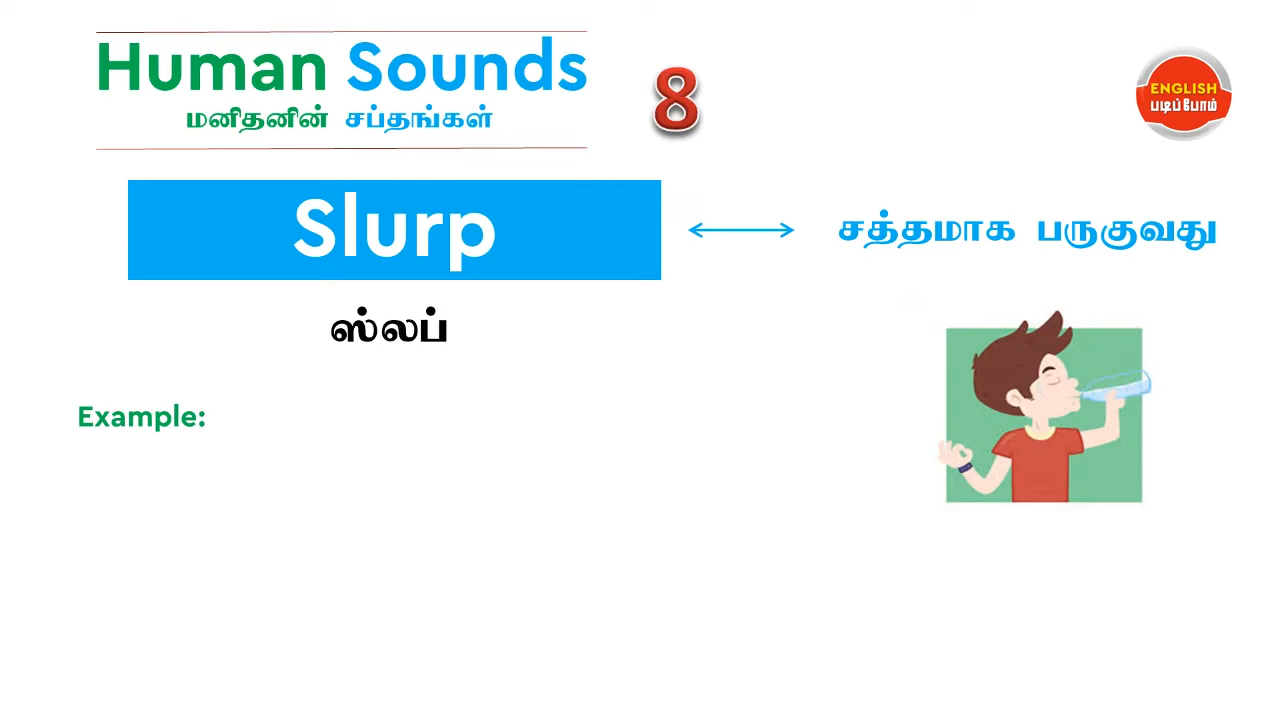 Human Sounds
மனிதனின் சப்தங்கள்
8
ENGLISH
படிப்போம்
Slurp
சத்தமாக பருகுவது
ஸ்லப்
Example: